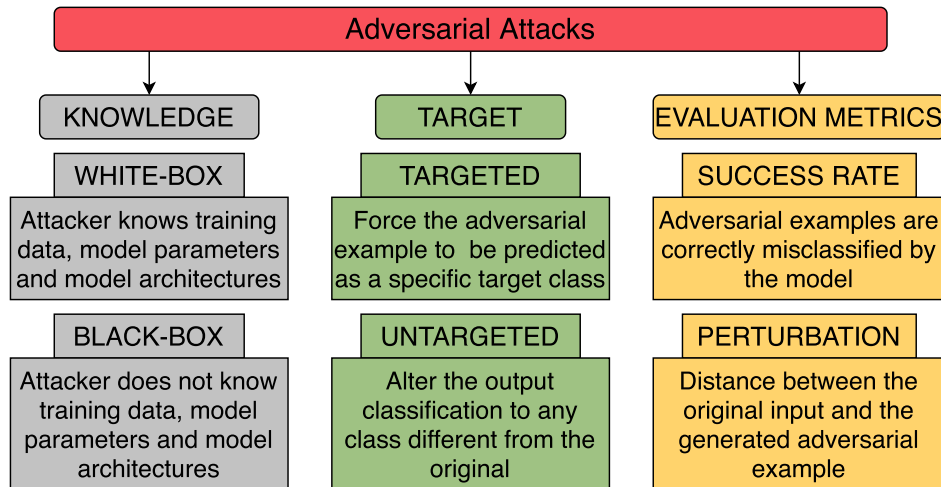 Adversarial Attacks
KNOWLEDGE
WHITE-BOX
Attacker knows training
data, model parameters
and model architectures
BLACK-BOX
Attacker does not know
training data, model
parameters and model
architectures
TARGET
TARGETED
Force the adversarial
example to  be predicted
as a specific target class
UNTARGETED
Alter the output
classification to any
class different from the
original
EVALUATION METRICS
SUCCESS RATE
Adversarial examples are
correctly misclassified by
the model
PERTURBATION
Distance between the
original input and the
generated adversarial
example